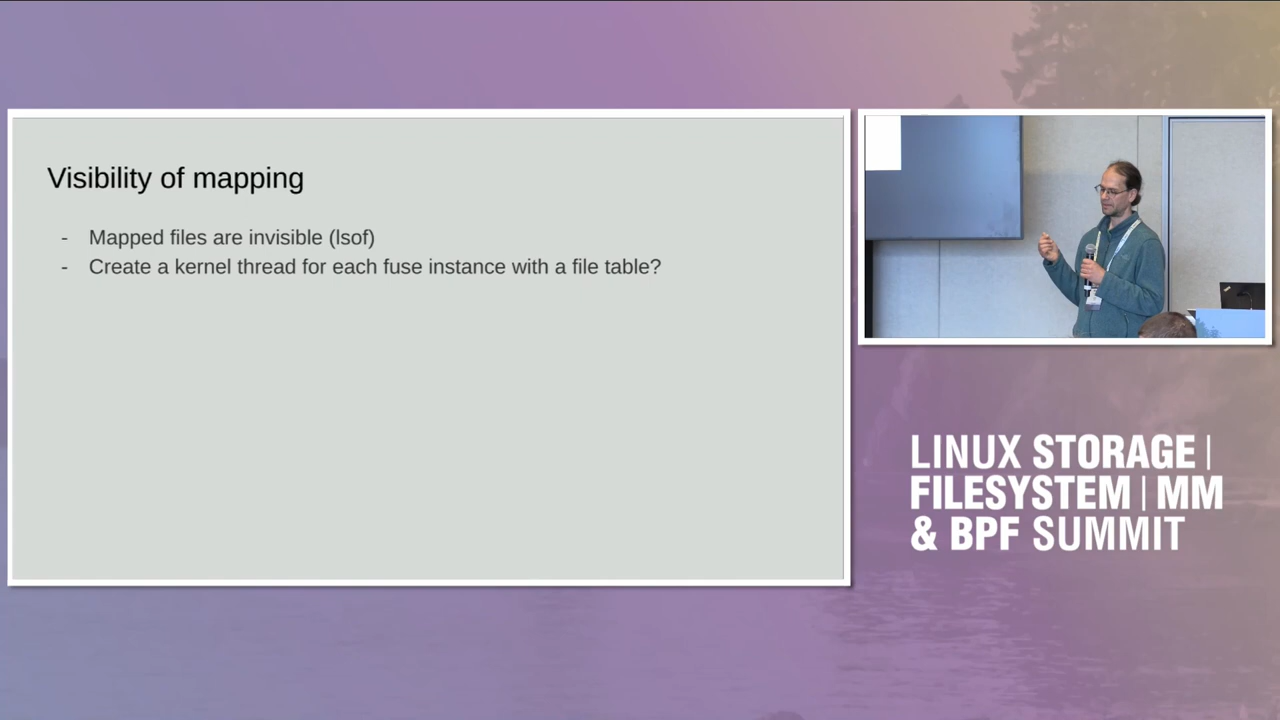 Visibility of mapping
- Mapped files are invisible (lsof)
- Create a kernel thread for each fuse instance with a file table?
LINUX STORAGE |
FILESYSTEM | MM
& BPF SUMMIT